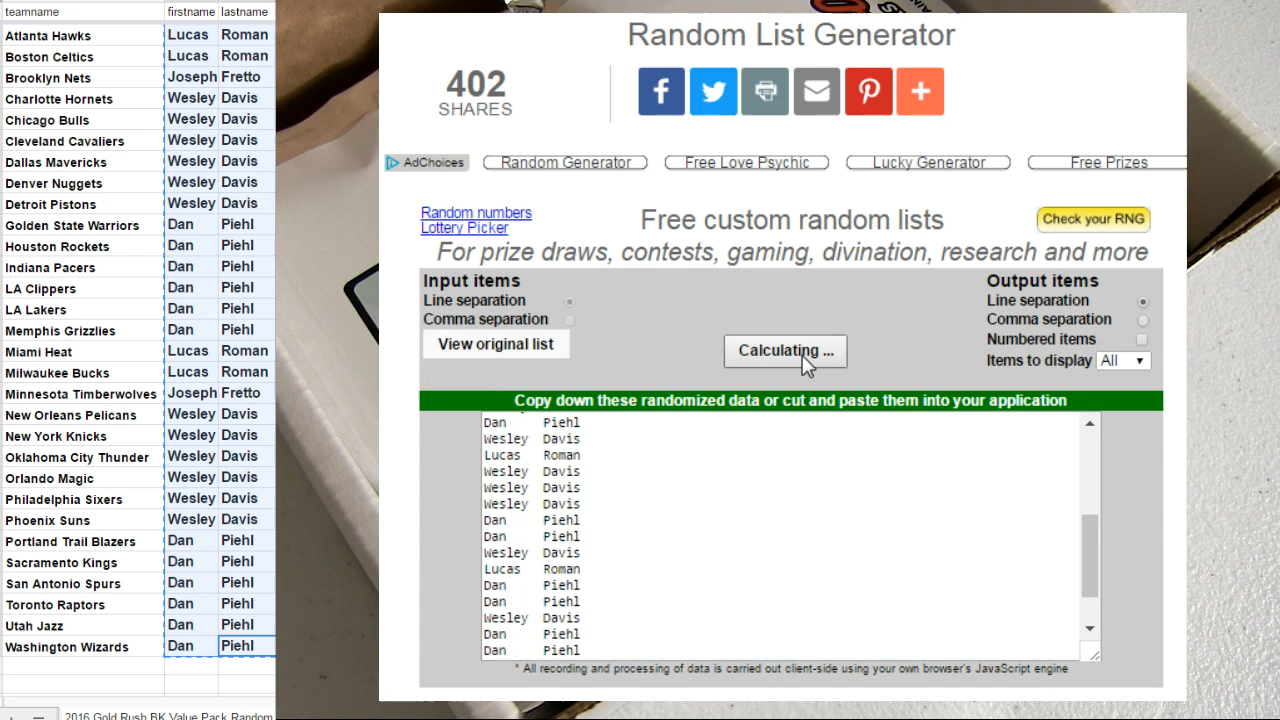 teamname firstname lastname
Atlanta Hawks Lucas Roman
Boston Celtics Lucas Roman
Brooklyn Nets Joseph Fretto
Charlotte Hornets Wesley Davis
Chicago Bulls Wesley Davis
Cleveland Cavaliers Wesley Davis
Dallas Mavericks Wesley Davis
Denver Nuggets Wesley Davis
Detroit Pistons Wesley Davis
Golden State Warriors Dan Piehl
Houston Rockets Dan Piehl
Indiana Pacers Dan Piehl
LA Clippers Dan Piehl
LA Lakers Dan Piehl
Memphis Grizzlies Dan Piehl
Miami Heat Lucas Roman
Milwaukee Bucks Lucas Roman
Minnesota Timberwolves Joseph Fretto
New Orleans Pelicans Wesley Davis
New York Knicks Wesley Davis
Oklahoma City Thunder Wesley Davis
Orlando Magic Wesley Davis
Philadelphia Sixers Wesley Davis
Phoenix Suns Wesley Davis
Portland Trail Blazers Dan Piehl
Sacramento Kings Dan Piehl
San Antonio Spurs Dan Piehl
Toronto Raptors Dan Piehl
Utah Jazz Dan Piehl
Washington Wizards Dan Piehl
2016 Gold Rush BK Value Pack Random
Random List Generator
402
SHARES
AdChoices Random Generator Free Love Psychic Lucky Generator Free Prizes
Random numbers
Lottery Picker
Free custom random lists
Check your RNG
For prize draws, contests, gaming, divination, research and more
Input items
Line separation
Comma separation
View original list
Calculating ...
Output items
Line separation
Comma separation
Numbered items
Items to display All
Copy down these randomized data or cut and paste them into your application
Dan Piehl
Wesley Davis
Lucas Roman
Wesley Davis
Wesley Davis
Wesley Davis
Dan Piehl
Dan Piehl
Wesley Davis
Lucas Roman
Dan Piehl
Dan Piehl
Wesley Davis
Dan Piehl
Dan Piehl
* All recording and processing of data is carried out client-side using your own browser's JavaScript engine